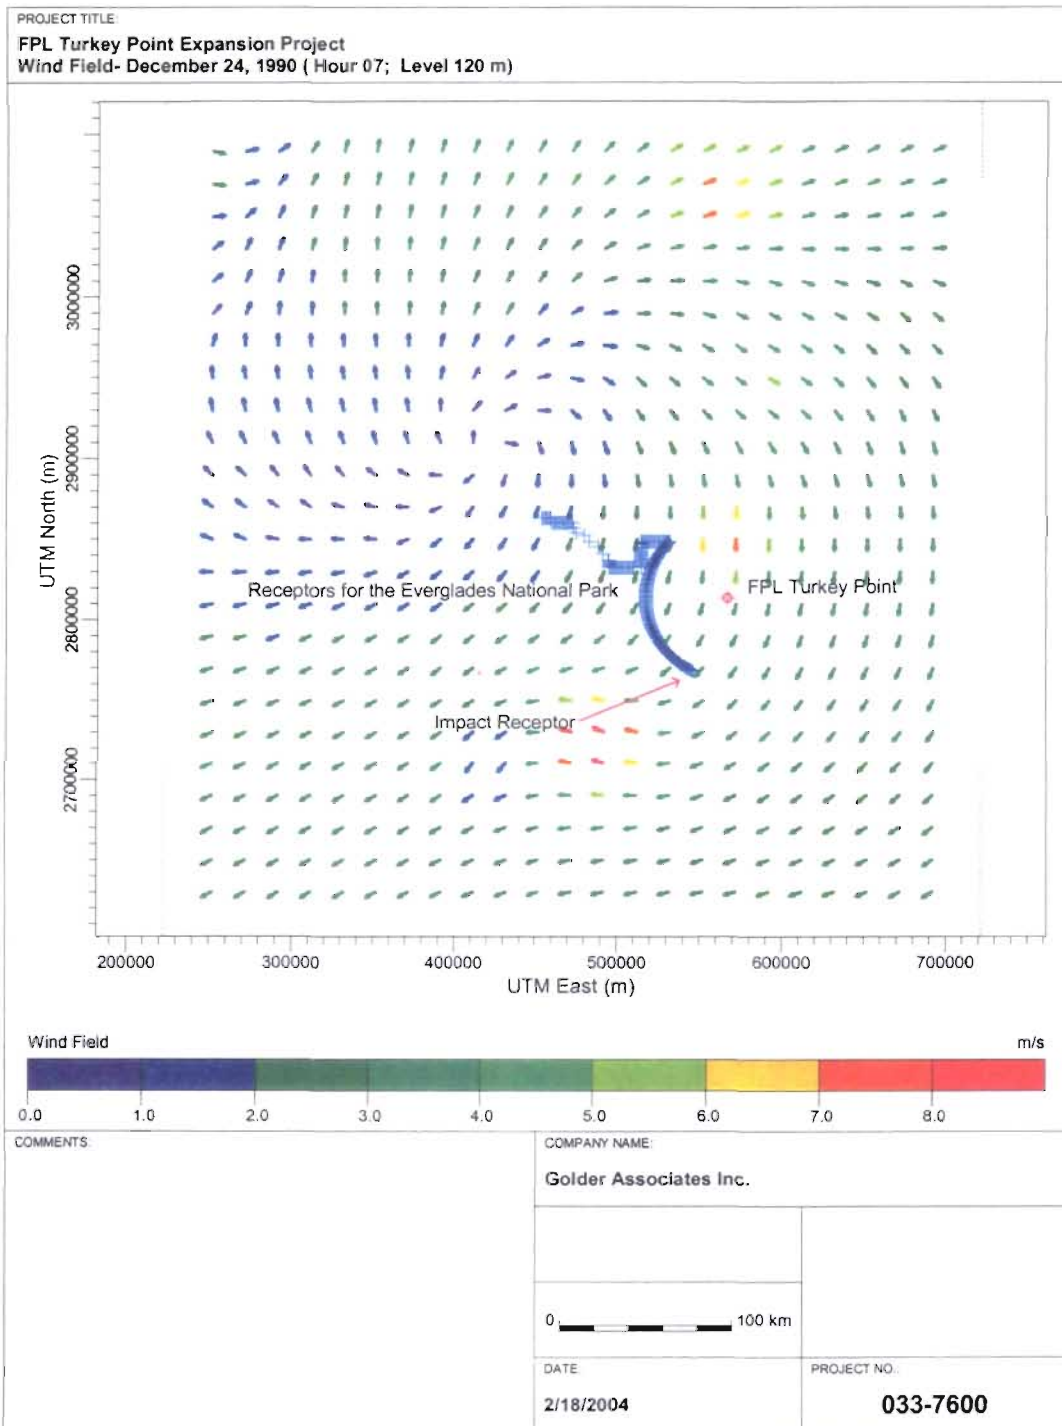 PROJECT TITLE:
FPL Turkey Point Expansion Project
Wind Field- December 24, 1990 ( Hour 07; Level 120 m)
UTM North (m)
3000000
2900000
2800000
2700000
Receptors for the Everglades National Park
FPL Turkey Point
Impact Receptor
200000 300000 400000 500000 600000 700000
UTM East (m)
Wind Field m/s
0.0 1.0 2.0 3.0 4.0 5.0 6.0 7.0 8.0
COMMENTS:
COMPANY NAME:
Golder Associates Inc.
0 100 km
DATE:
2/18/2004
PROJECT NO.:
033-7600